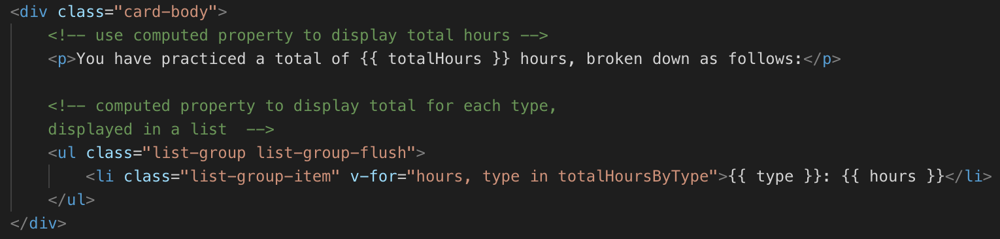 <div class="card-body">
<!-- use computed property to display total hours -->
<p>You have practiced a total of {{ totalHours }} hours, broken down as follows:</p>
<!-- computed property to display total for each type,
displayed in a list  -->
<ul class="list-group list-group-flush">
<li class="list-group-item" v-for="hours, type in totalHoursByType">{{ type }}: {{ hours }}</li>
</ul>
</div>